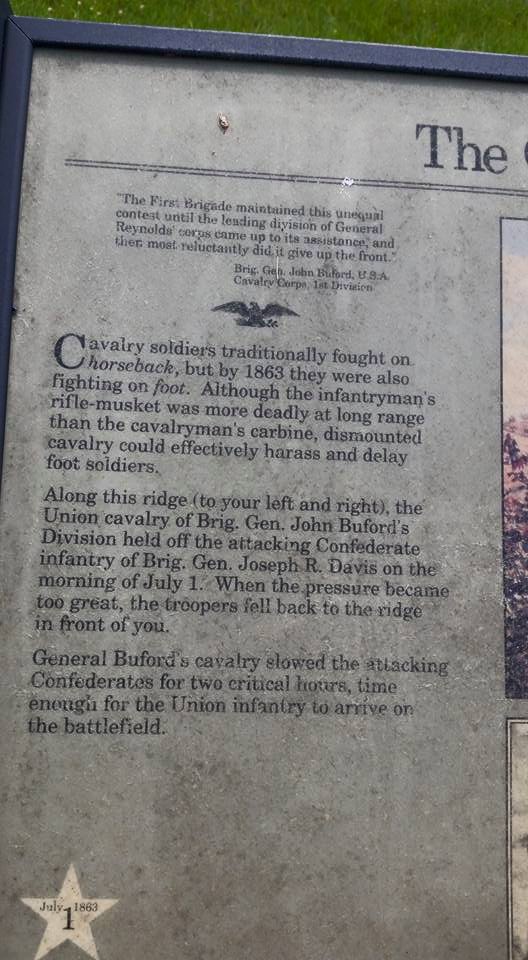 The
"The First Brigade maintained this unequal
contest until the leading division of General
Reynolds' corps came up to its assistance, and
then most reluctantly did it give up the front."
Brig. Gen. John Buford, U.S.A.
Cavalry Corps, 1st Division
Cavalry soldiers traditionally fought on
horseback, but by 1863 they were also
fighting on foot. Although the infantryman's
rifle-musket was more deadly at long range
than the cavalryman's carbine, dismounted
cavalry could effectively harass and delay
foot soldiers.
Along this ridge (to your left and right), the
Union cavalry of Brig. Gen. John Buford's
Division held off the attacking Confederate
infantry of Brig. Gen. Joseph R. Davis on the
morning of July 1. When the pressure became
too great, the troopers fell back to the ridge
in front of you.
General Buford's cavalry slowed the attacking
Confederates for two critical hours, time
enough for the Union infantry to arrive on
the battlefield.
July 1 1863